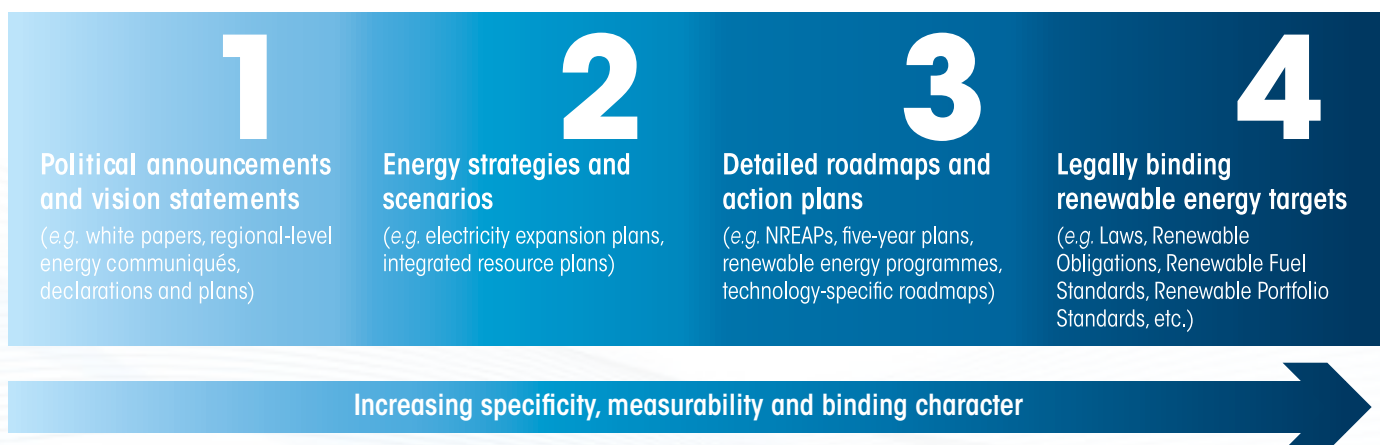 1
Political announcements
and vision statements
(e.g. white papers, regional-level
energy communiqués,
declarations and plans)
2
Energy strategies and
scenarios
(e.g. electricity expansion plans,
integrated resource plans)
3
Detailed roadmaps and
action plans
(e.g. NREAPs, five-year plans,
renewable energy programmes,
technology-specific roadmaps)
4
Legally binding
renewable energy targets
(e.g. Laws, Renewable
Obligations, Renewable Fuel
Standards, Renewable Portfolio
Standards, etc.)
Increasing specificity, measurability and binding character